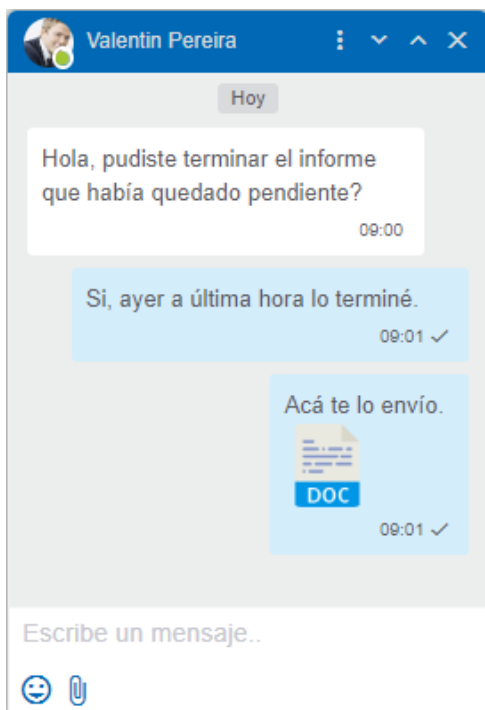 Valentin Pereira
Hoy
Hola, pudiste terminar el informe
que había quedado pendiente?
09:00
Si, ayer a última hora lo terminé.
09:01
Acá te lo envío.
DOC
09:01
Escribe un mensaje..